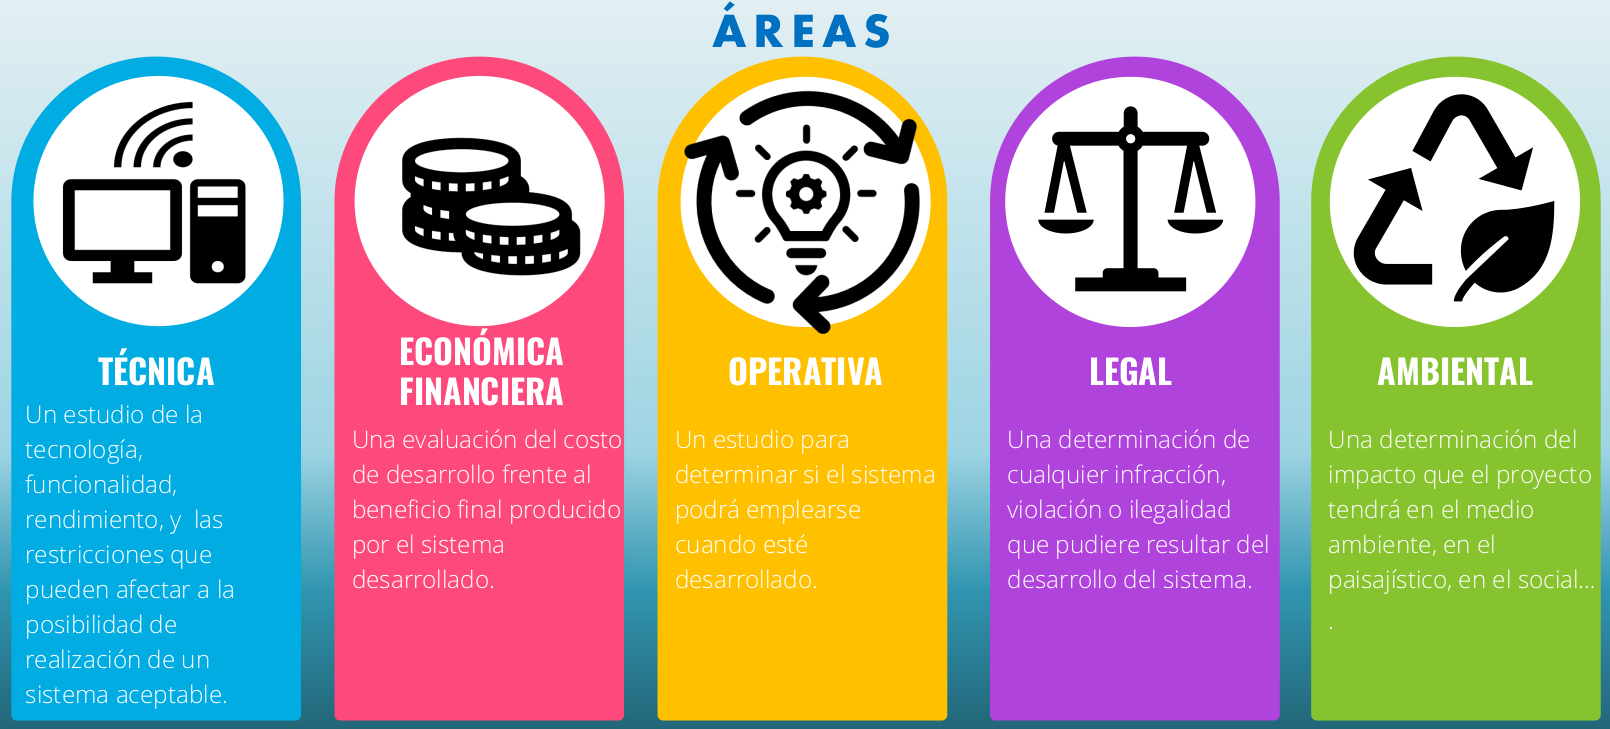 ÁREAS
TÉCNICA
Un estudio de la
tecnología,
funcionalidad,
rendimiento, y  las
restricciones que
pueden afectar a la
posibilidad de
realización de un
sistema aceptable.
ECONÓMICA
FINANCIERA
Una evaluación del costo
de desarrollo frente al
beneficio final producido
por el sistema
desarrollado.
OPERATIVA
Un estudio para
determinar si el sistema
podrá emplearse
cuando esté
desarrollado.
LEGAL
Una determinación de
cualquier infracción,
violación o ilegalidad
que pudiere resultar del
desarrollo del sistema.
AMBIENTAL
Una determinación del
impacto que el proyecto
tendrá en el medio
ambiente, en el
paisajístico, en el social...
.